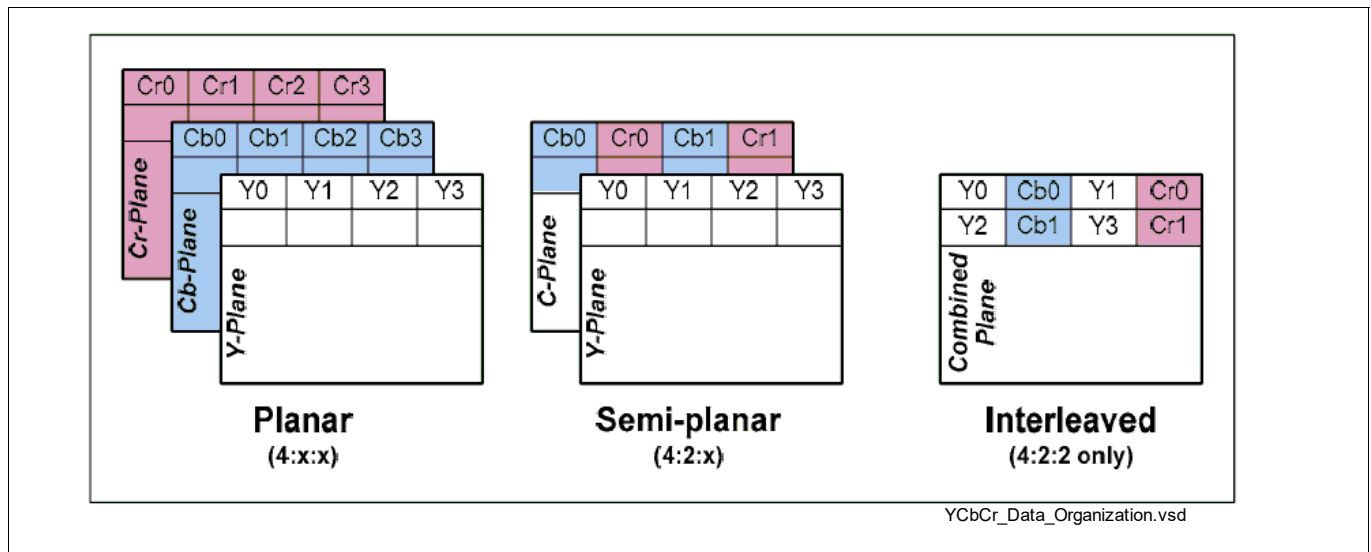 Cr0 Cr1 Cr2 Cr3
Cb0 Cb1 Cb2 Cb3
Y0 Y1 Y2 Y3
Cr-Plane
Cb-Plane
Y-Plane
Planar
(4:x:x)
Cb0 Cr0 Cb1 Cr1
Y0 Y1 Y2 Y3
C-Plane
Y-Plane
Semi-planar
(4:2:x)
Y0 Cb0 Y1 Cr0
Y2 Cb1 Y3 Cr1
Combined
Plane
Interleaved
(4:2:2 only)
YCbCr_Data_Organization.vsd